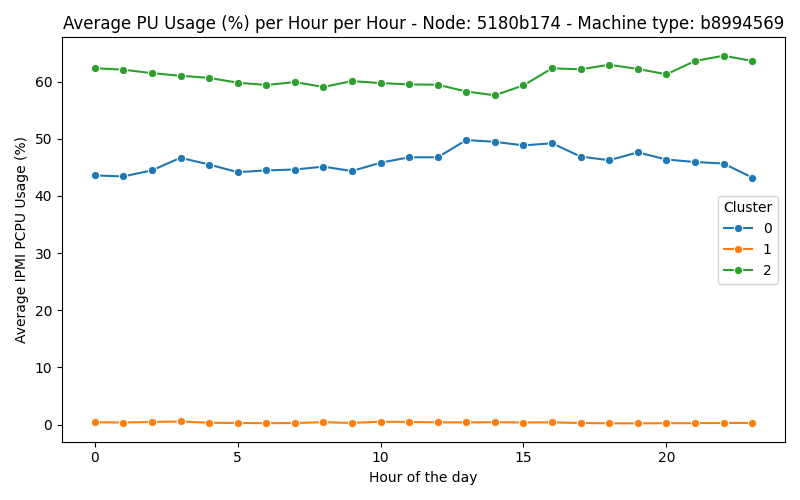 Average PU Usage (%) per Hour per Hour - Node: 5180b174 - Machine type: b8994569
Average IPMI PCPU Usage (%)
60
50
40
30
20
10
0
Cluster
0
1
2
0 5 10 15 20
Hour of the day